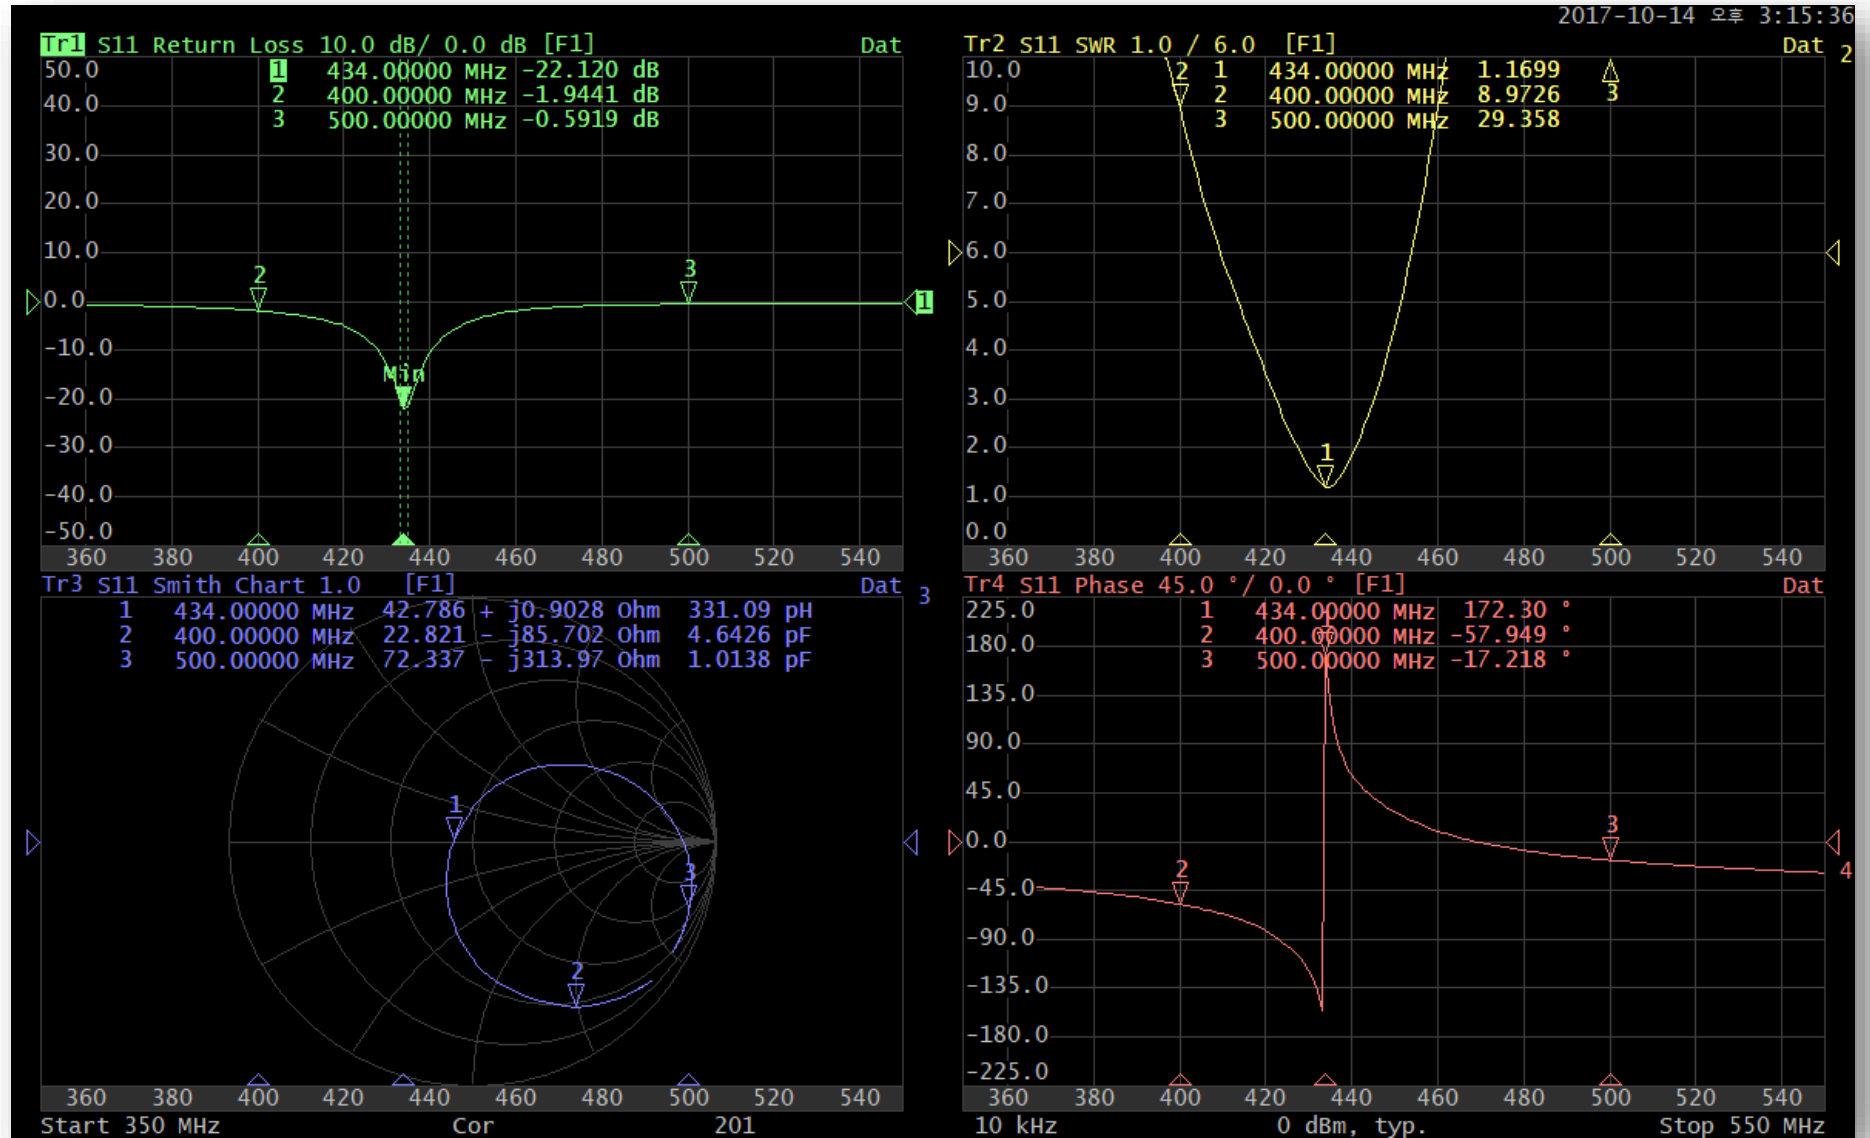 2017-10-14 오후 3:15:36
Tr1 S11 Return Loss 10.0 dB/ 0.0 dB [F1] Dat
1 434.00000 MHz -22.120 dB
2 400.00000 MHz -1.9441 dB
3 500.00000 MHz -0.5919 dB
50.0
40.0
30.0
20.0
10.0
0.0
-10.0
-20.0
-30.0
-40.0
-50.0
2
3
1
Min
360 380 400 420 440 460 480 500 520 540
Tr2 S11 SWR 1.0 / 6.0 [F1] Dat 2
1 434.00000 MHz 1.1699
2 400.00000 MHz 8.9726
3 500.00000 MHz 29.358
10.0
9.0
8.0
7.0
6.0
5.0
4.0
3.0
2.0
1.0
0.0
2
3
1
360 380 400 420 440 460 480 500 520 540
Tr3 S11 Smith Chart 1.0 [F1] Dat 3
1 434.00000 MHz 42.786 + j0.9028 Ohm 331.09 pH
2 400.00000 MHz 22.821 - j85.702 Ohm 4.6426 pF
3 500.00000 MHz 72.337 - j313.97 Ohm 1.0138 pF
1
3
2
360 380 400 420 440 460 480 500 520 540
Tr4 S11 Phase 45.0 °/ 0.0 ° [F1] Dat
1 434.00000 MHz 172.30 °
2 400.00000 MHz -57.949 °
3 500.00000 MHz -17.218 °
225.0
180.0
135.0
90.0
45.0
0.0
-45.0
-90.0
-135.0
-180.0
-225.0
1
3
2
4
360 380 400 420 440 460 480 500 520 540
Start 350 MHz Cor 201 10 kHz 0 dBm, typ. Stop 550 MHz